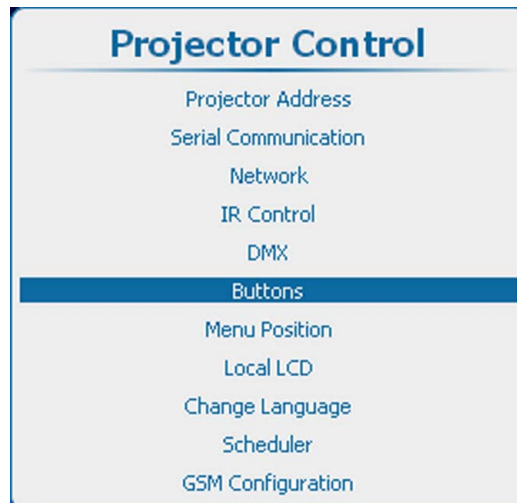 Projector Control
Projector Address
Serial Communication
Network
IR Control
DMX
Buttons
Menu Position
Local LCD
Change Language
Scheduler
GSM Configuration